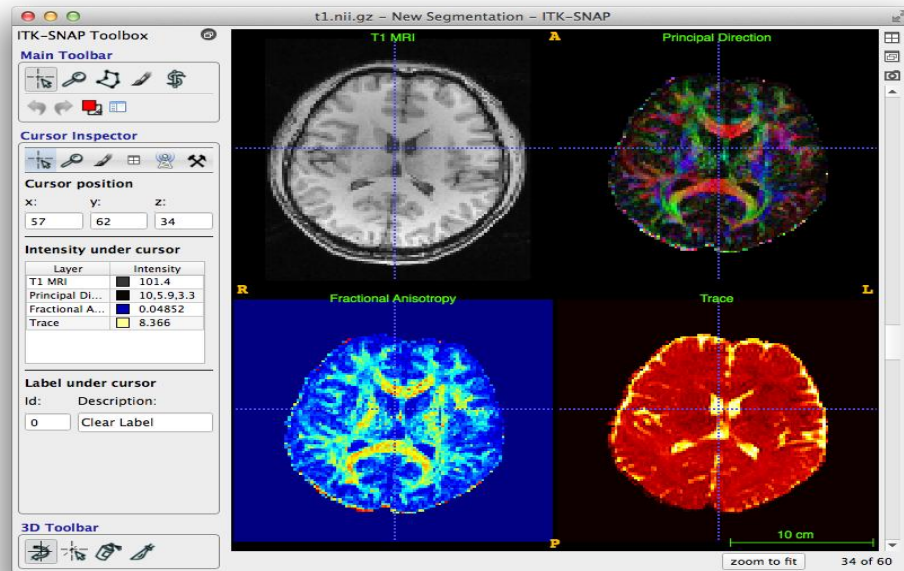 t1.nii.gz – New Segmentation – ITK-SNAP
ITK-SNAP Toolbox
Main Toolbar
Cursor Inspector
Cursor position
x: y: z:
57 62 34
Intensity under cursor
Layer Intensity
T1 MRI 101.4
Principal Di... 10,5.9,3.3
Fractional A... 0.04852
Trace 8.366
Label under cursor
Id: Description:
0 Clear Label
3D Toolbar
T1 MRI
A
Principal Direction
R
L
Fractional Anisotropy
Trace
P
10 cm
zoom to fit
34 of 60